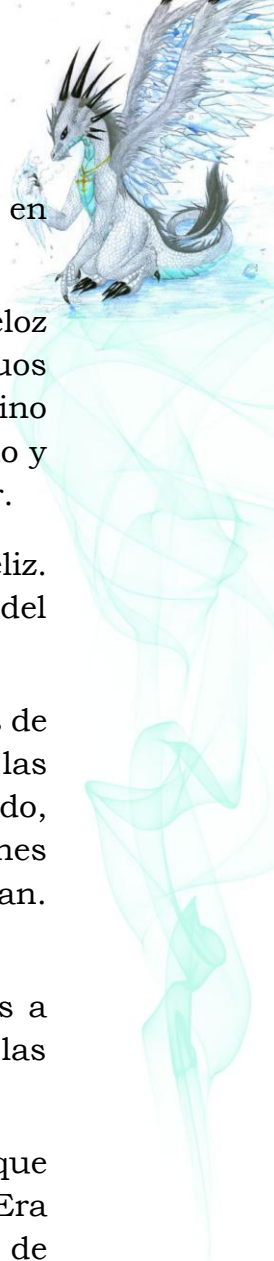 en
eloz
uos
ino
o y
r.
eliz.
del
de
las
do,
nes
an.
s a
las
que
Era
de